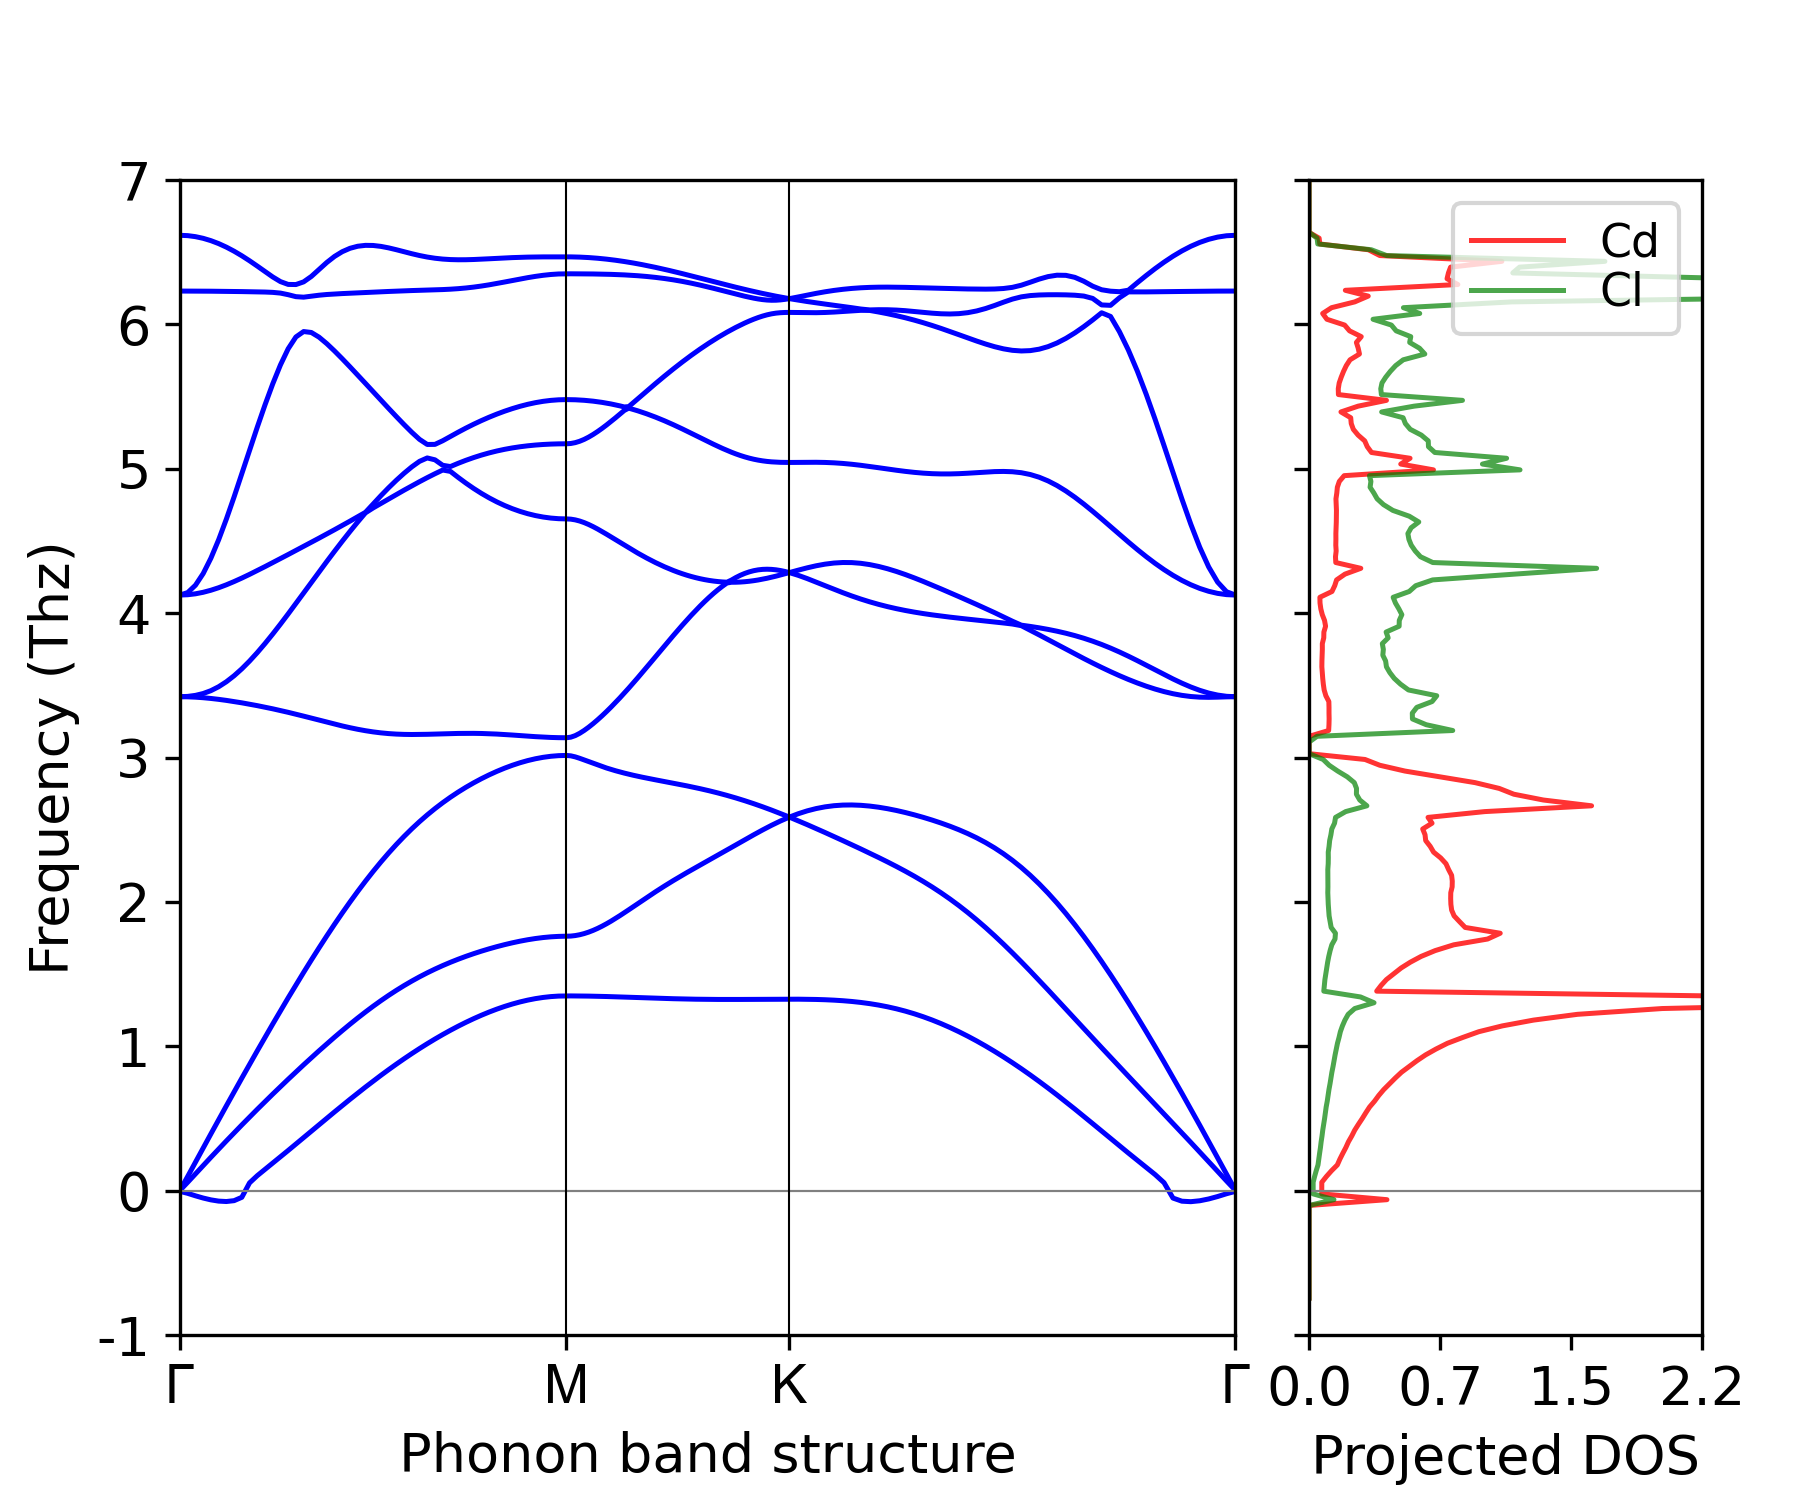 7
6
5
4
3
2
1
0
-1
Frequency (Thz)
Γ M K Γ
Phonon band structure
Cd
Cl
0.0 0.7 1.5 2.2
Projected DOS